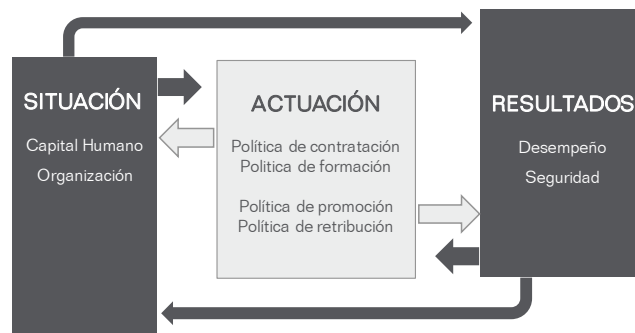 SITUACIÓN
Capital Humano
Organización
ACTUACIÓN
Política de contratación
Politica de formación
Política de promoción
Política de retribución
RESULTADOS
Desempeño
Seguridad